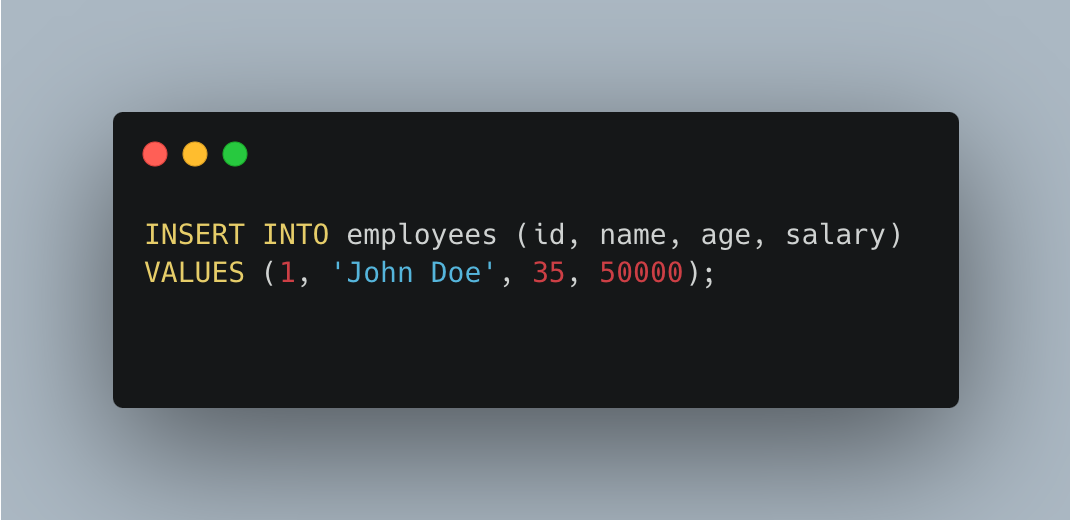 INSERT INTO employees (id, name, age, salary)
VALUES (1, 'John Doe', 35, 50000);